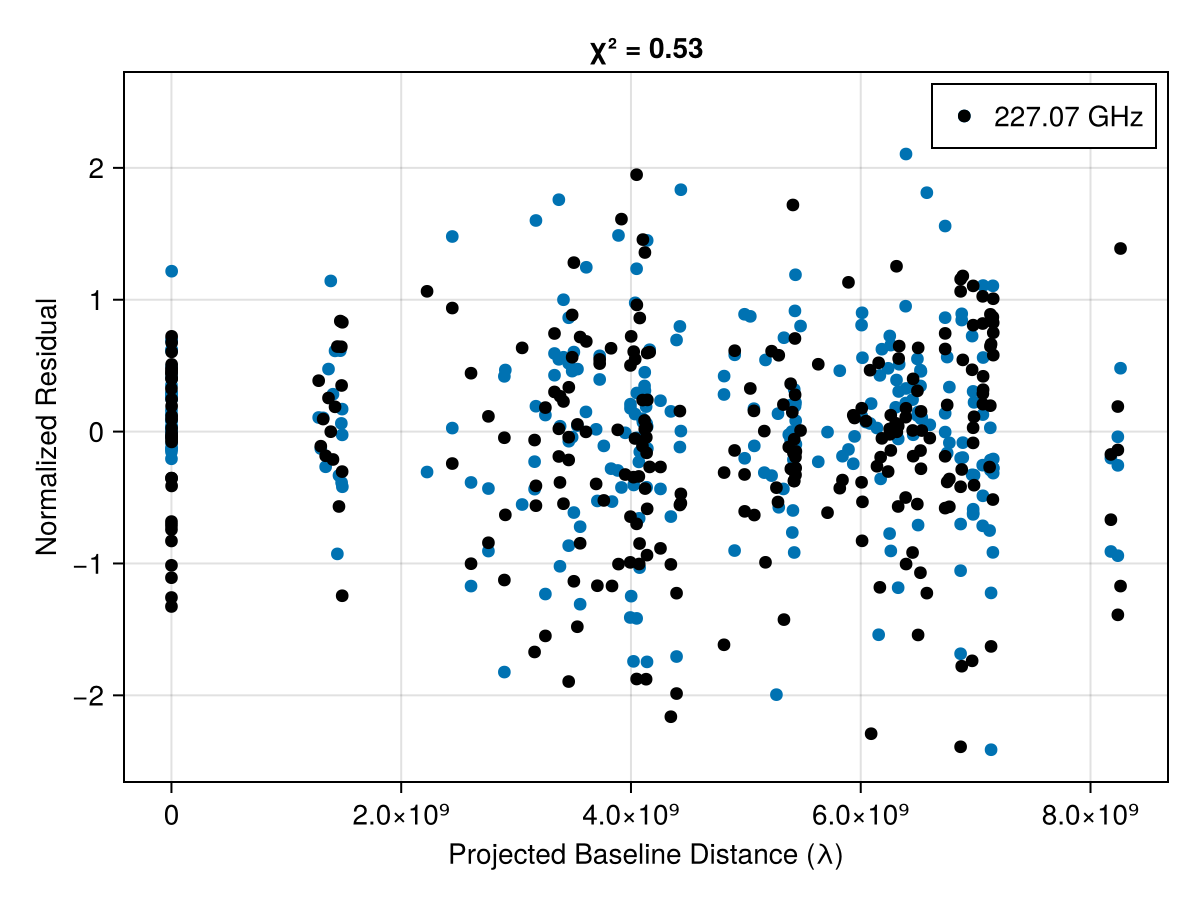 χ² = 0.53
227.07 GHz
Normalized Residual
2
1
0
−1
−2
0
2.0×10⁹
4.0×10⁹
6.0×10⁹
8.0×10⁹
Projected Baseline Distance (λ)